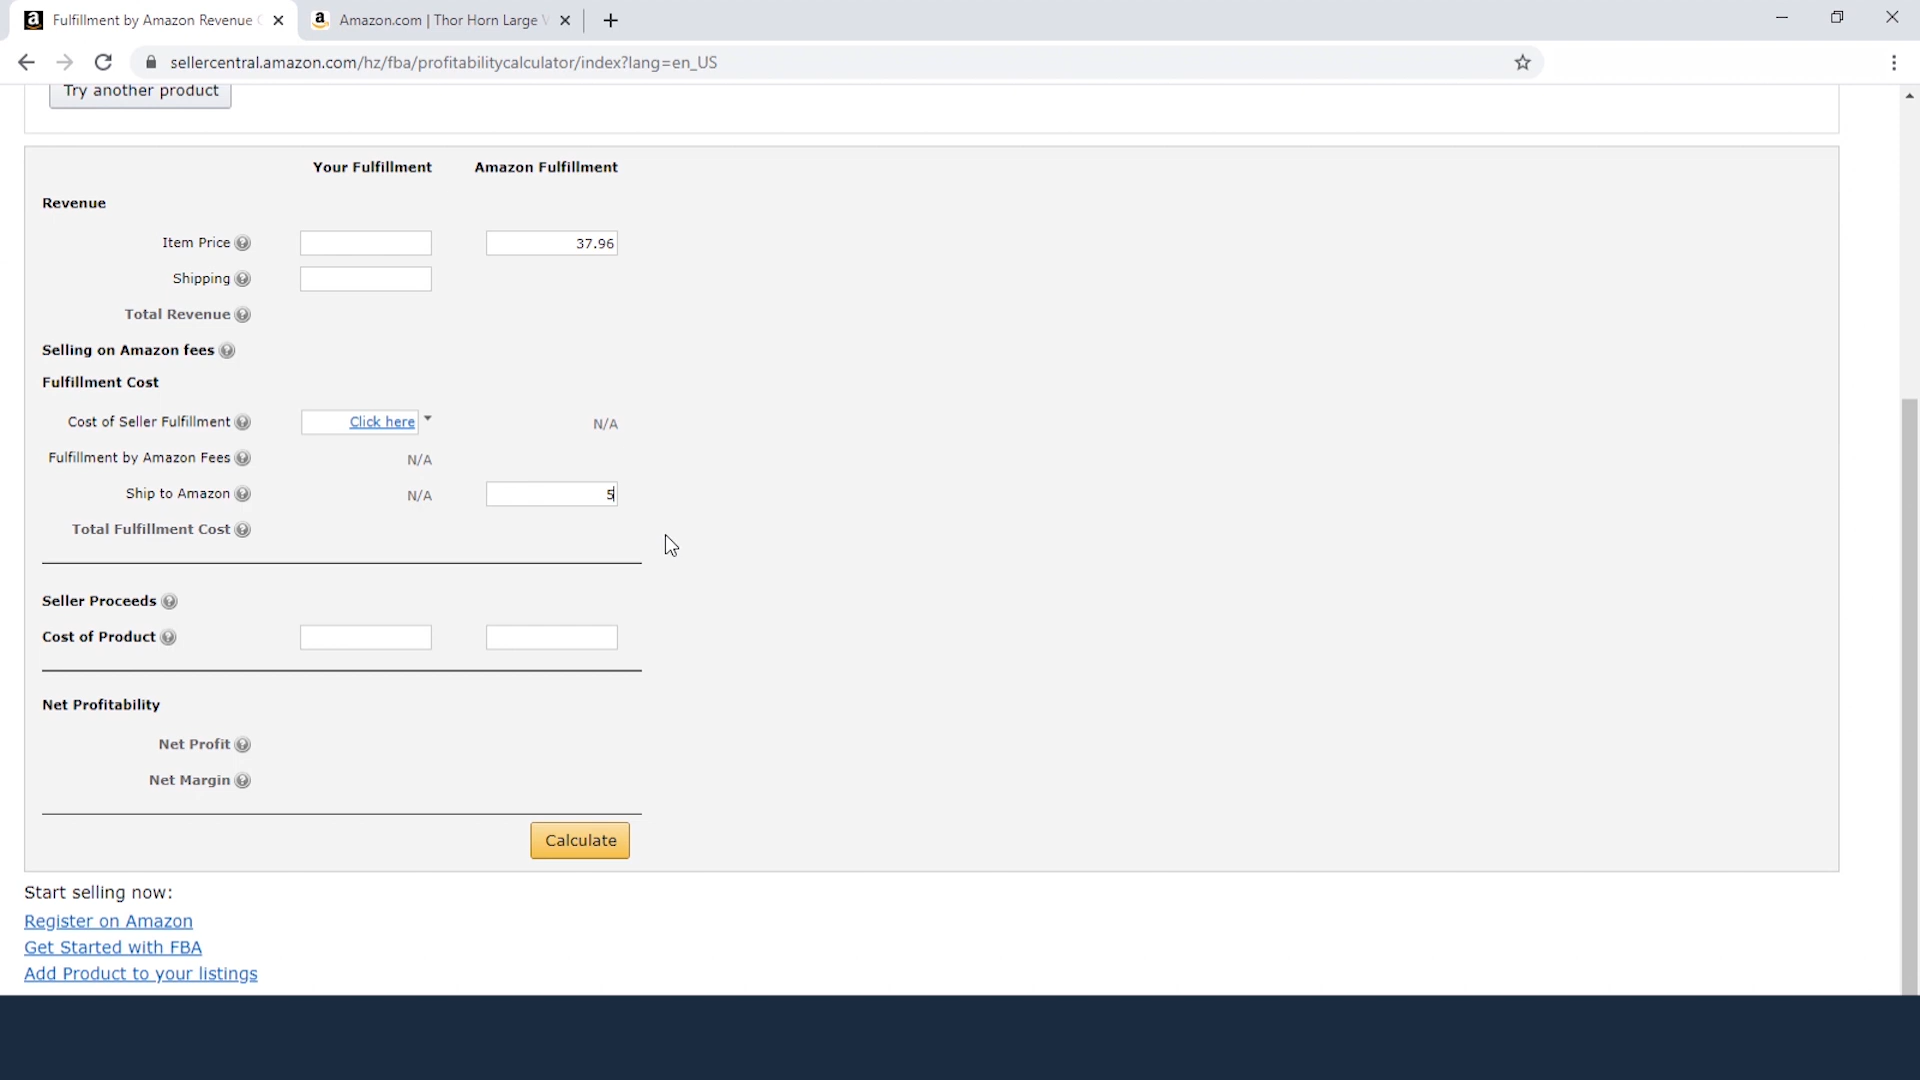 Fulfillment by Amazon Revenue
Amazon.com | Thor Horn Large
sellercentral.amazon.com/hz/fba/profitabilitycalculator/index?lang=en_US
Try another product
Your Fulfillment Amazon Fulfillment
Revenue
Item Price 37.96
Shipping
Total Revenue
Selling on Amazon fees
Fulfillment Cost
Cost of Seller Fulfillment Click here N/A
Fulfillment by Amazon Fees N/A
Ship to Amazon N/A 5
Total Fulfillment Cost
Seller Proceeds
Cost of Product
Net Profitability
Net Profit
Net Margin
Calculate
Start selling now:
Register on Amazon
Get Started with FBA
Add Product to your listings